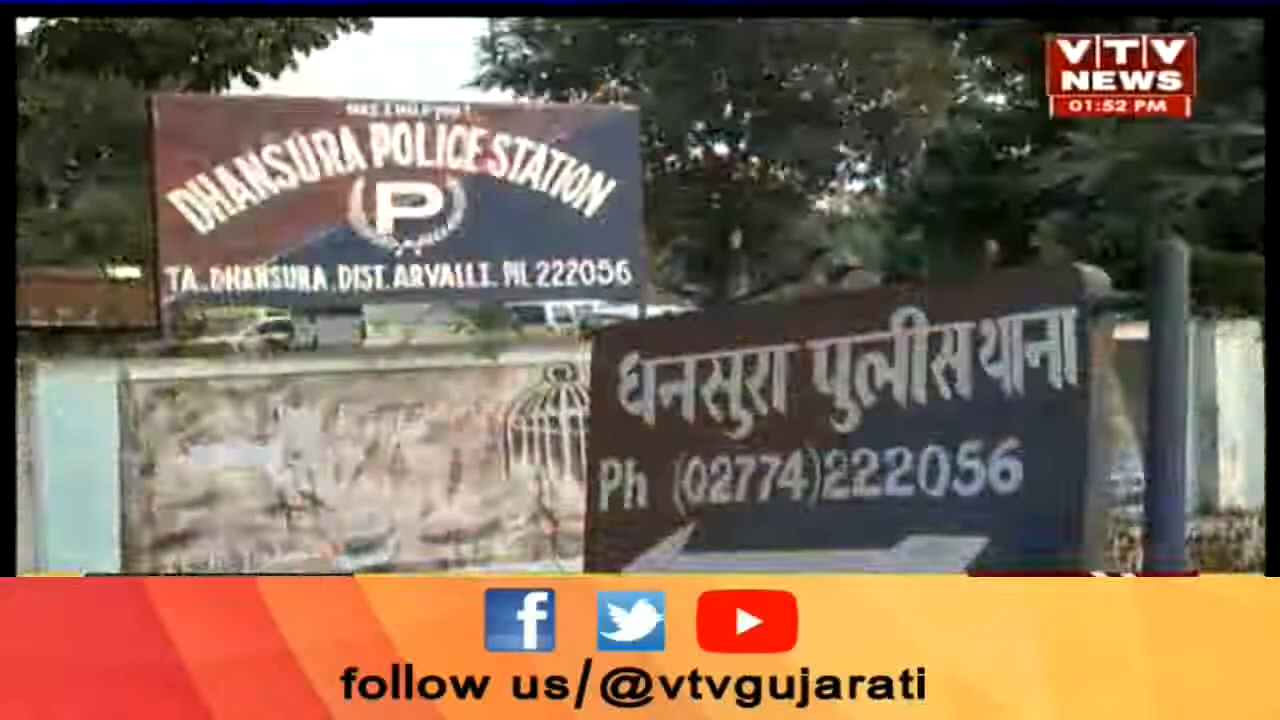 VTV
NEWS
01:52 PM
DHANSURA POLICE STATION
P
TA. DHANSURA. DIST. ARVALLI. PH. 222056
धनसुरा पुलीस थाना
Ph (02774)222056
f
follow us/@vtvgujarati